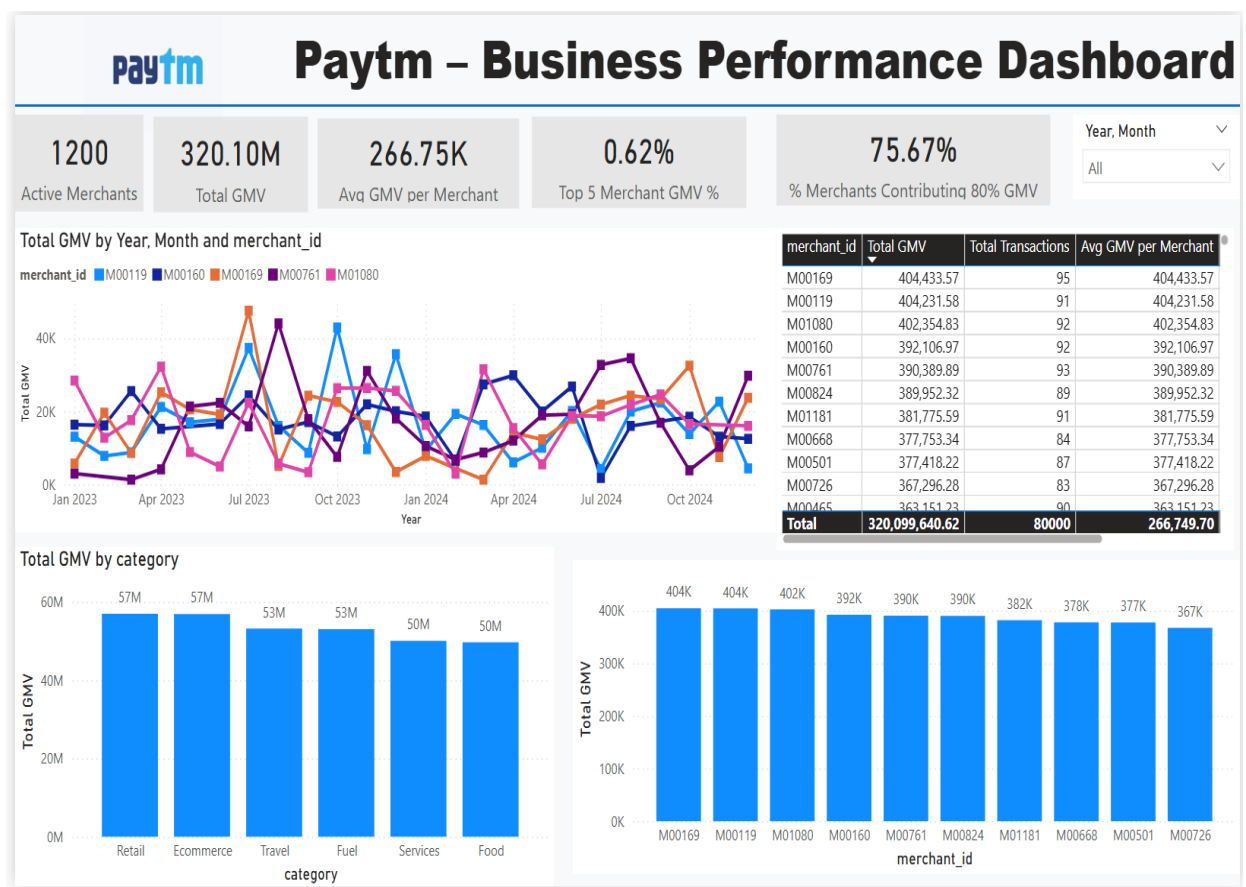 paytm
Paytm – Business Performance Dashboard
1200
Active Merchants
320.10M
Total GMV
266.75K
Avg GMV per Merchant
0.62%
Top 5 Merchant GMV %
75.67%
% Merchants Contributing 80% GMV
Year, Month
All
Total GMV by Year, Month and merchant_id
merchant_id M00119 M00160 M00169 M00761 M01080
40K
20K
0K
Total GMV
Jan 2023 Apr 2023 Jul 2023 Oct 2023 Jan 2024 Apr 2024 Jul 2024 Oct 2024
Year
merchant_id Total GMV Total Transactions Avg GMV per Merchant
M00169 404,433.57 95 404,433.57
M00119 404,231.58 91 404,231.58
M01080 402,354.83 92 402,354.83
M00160 392,106.97 92 392,106.97
M00761 390,389.89 93 390,389.89
M00824 389,952.32 89 389,952.32
M01181 381,775.59 91 381,775.59
M00668 377,753.34 84 377,753.34
M00501 377,418.22 87 377,418.22
M00726 367,296.28 83 367,296.28
M00465 363,151.23 90 363,151.23
Total 320,099,640.62 80000 266,749.70
Total GMV by category
60M
40M
20M
0M
Total GMV
57M 57M 53M 53M 50M 50M
Retail Ecommerce Travel Fuel Services Food
category
400K
300K
200K
100K
0K
Total GMV
404K 404K 402K 392K 390K 390K 382K 378K 377K 367K
M00169 M00119 M01080 M00160 M00761 M00824 M01181 M00668 M00501 M00726
merchant_id